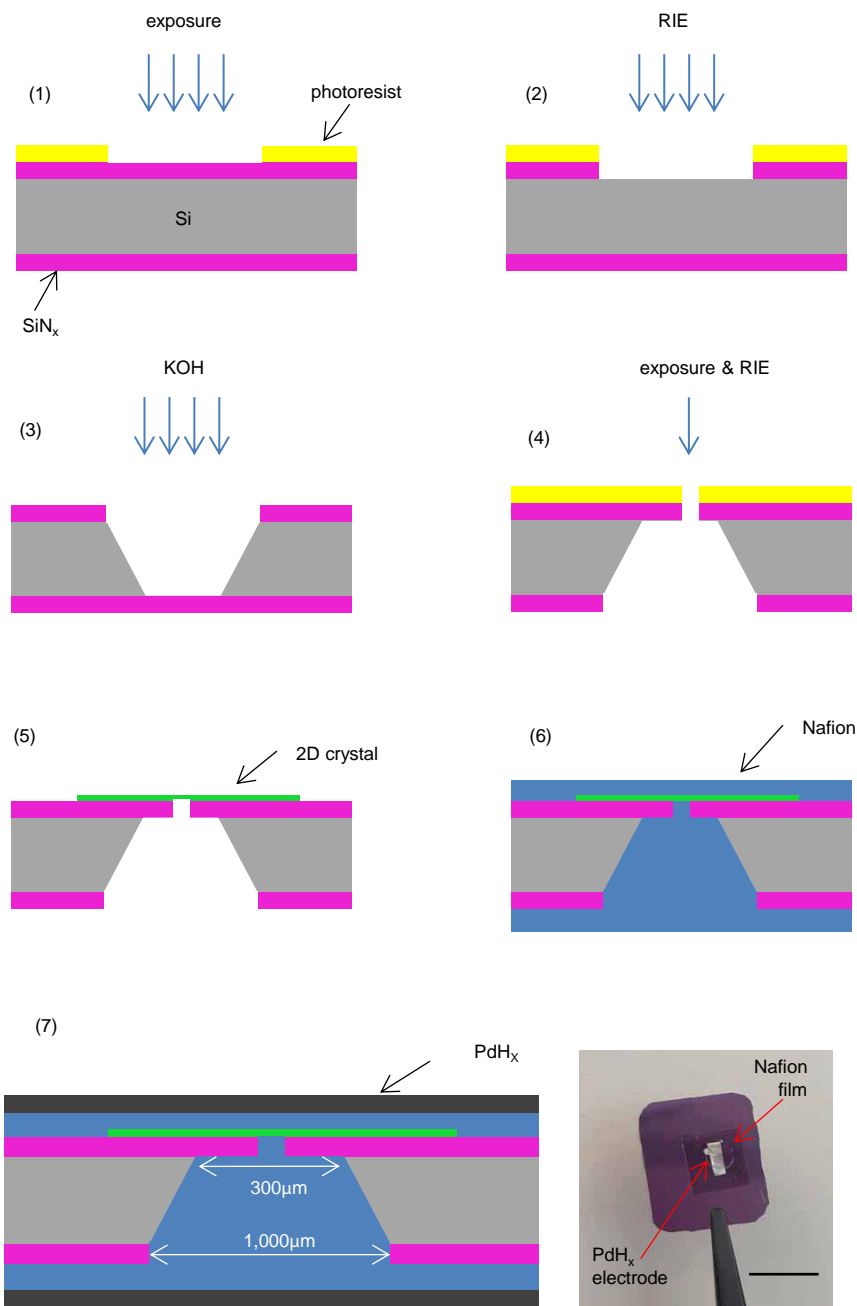 exposure
RIE
(1)
photoresist
(2)
Si
SiNx
KOH
exposure & RIE
(3)
(4)
(5)
2D crystal
(6)
Nafion
(7)
PdHX
300μm
1,000μm
Nafion
film
PdHx
electrode